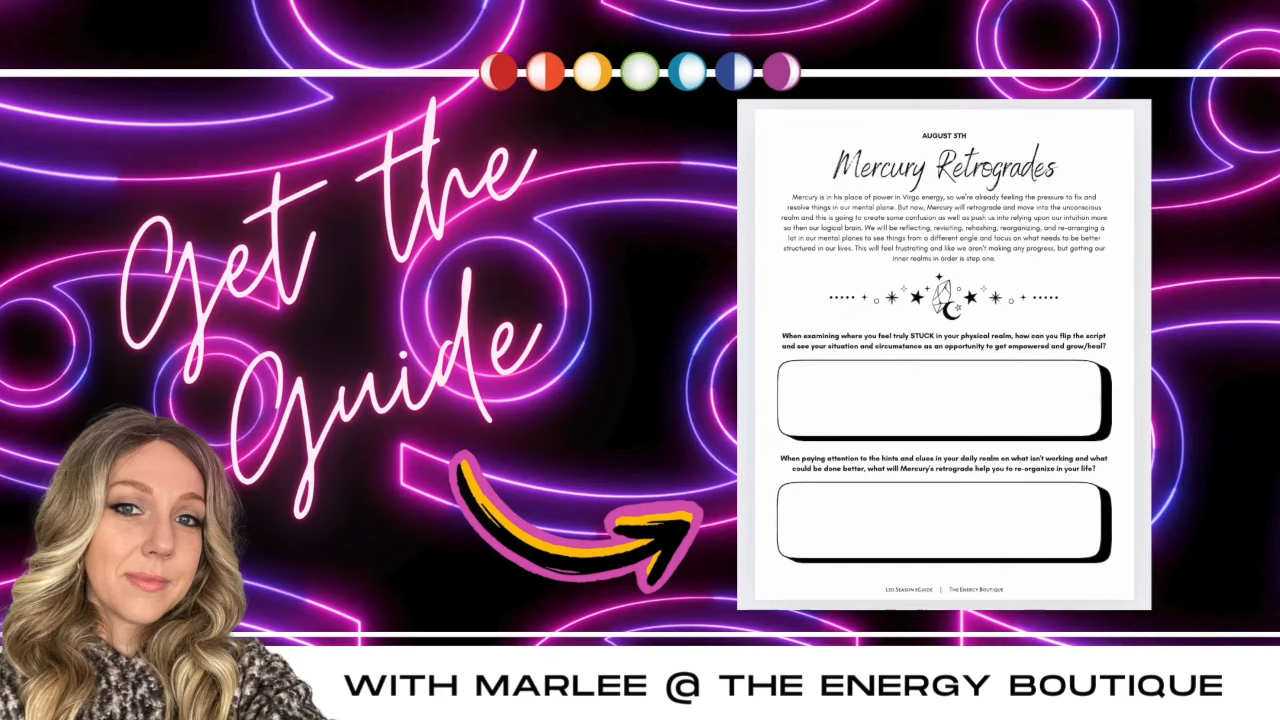 Get the
Guide
AUGUST 5TH
Mercury Retrogrades
Mercury is in his place of power in Virgo energy, so we're already feeling the pressure to fix and
resolve things in our mental plane. But now, Mercury will retrograde and move into the unconscious
realm and this is going to create some confusion as well as push us into relying upon our intuition more
so then our logical brain. We will be reflecting, revisiting, rehashing, reorganizing, and re-arranging a
lot in our mental planes to see things from a different angle and focus on what needs to be better
structured in our lives. This will feel frustrating and like we aren't making any progress, but getting our
inner realms in order is step one.
When examining where you feel truly STUCK in your physical realm, how can you flip the script
and see your situation and circumstance as an opportunity to get empowered and grow/heal?
When paying attention to the hints and clues in your daily realm on what isn't working and what
could be done better, what will Mercury's retrograde help you to re-organize in your life?
Leo Season eGuide | The Energy Boutique
WITH MARLEE @ THE ENERGY BOUTIQUE